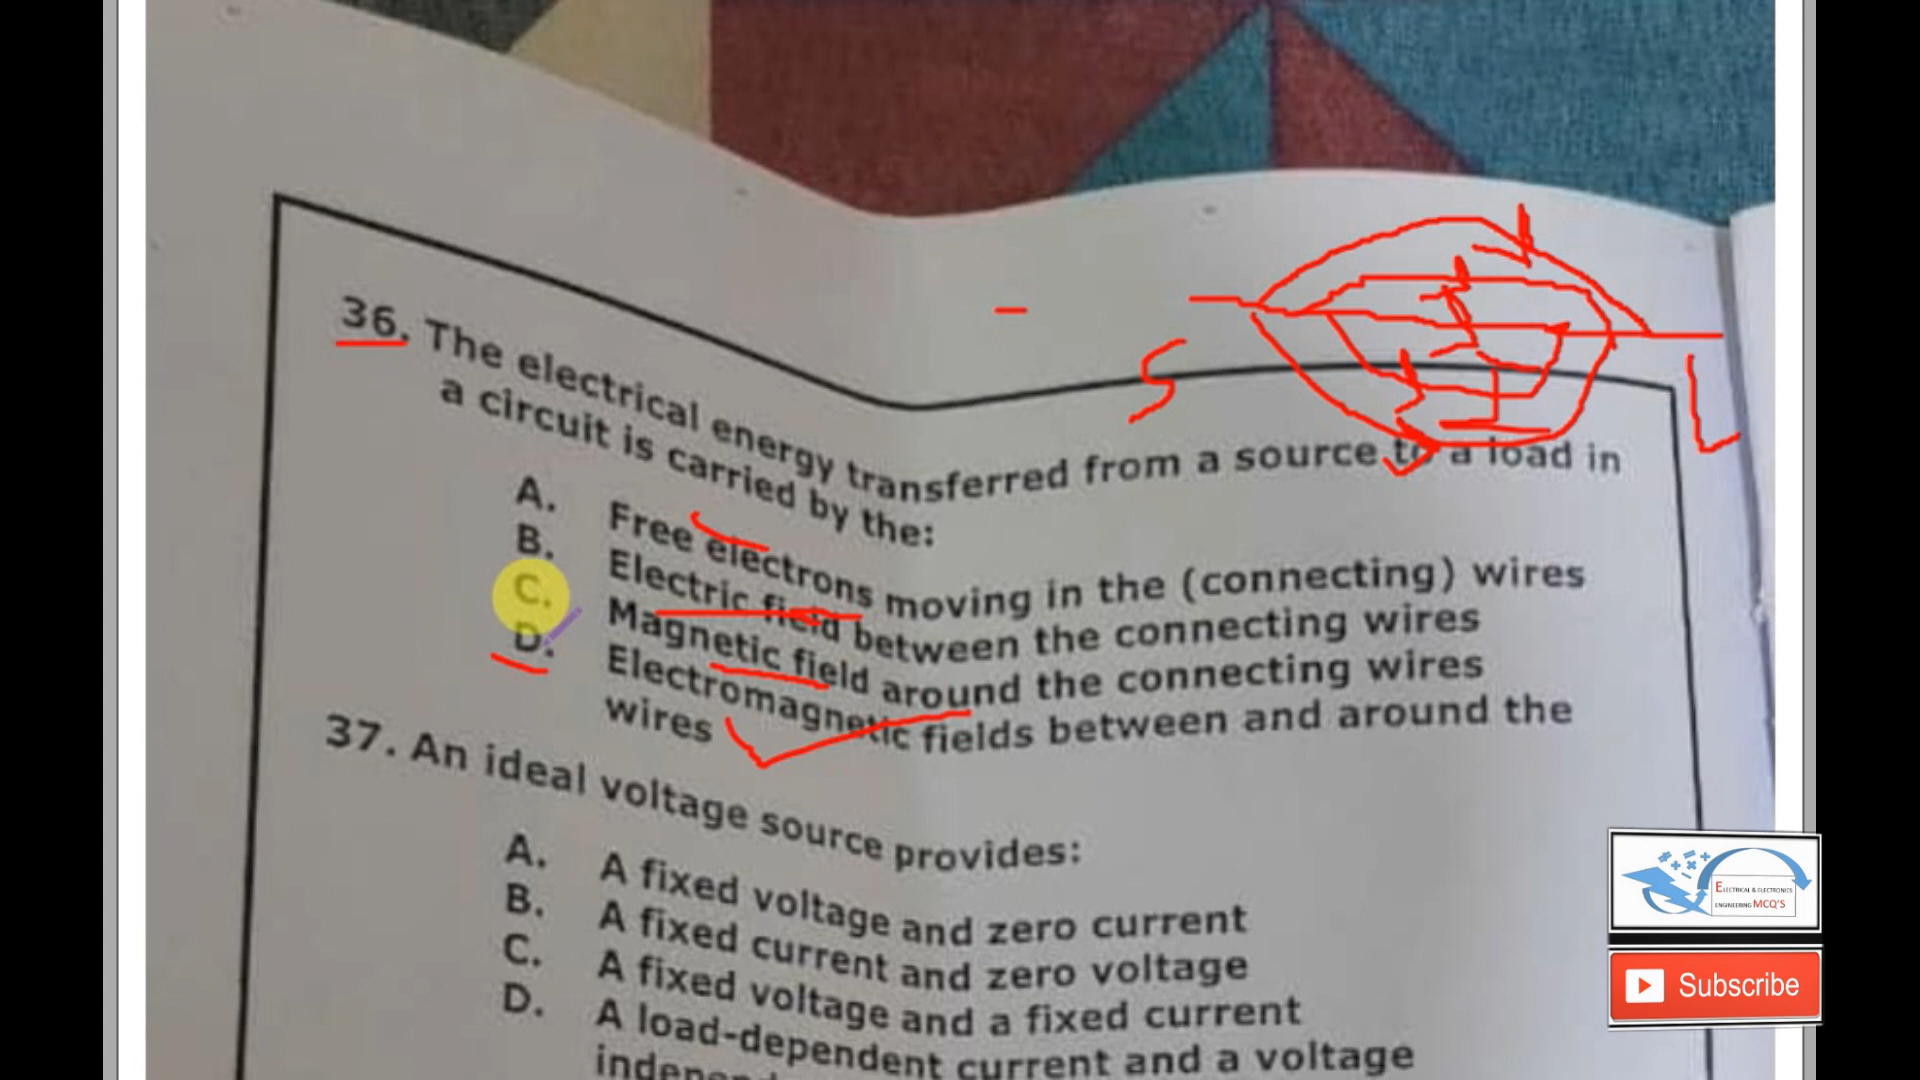 36. The electrical energy transferred from a source to a load in
a circuit is carried by the:
A. Free electrons moving in the (connecting) wires
B. Electric field between the connecting wires
C. Magnetic field around the connecting wires
D. Electromagnetic fields between and around the
wires
37. An ideal voltage source provides:
A. A fixed voltage and zero current
B. A fixed current and zero voltage
C. A fixed voltage and a fixed current
D. A load-dependent current and a voltage
S
L
ELECTRICAL & ELECTRONICS
ENGINEERING MCQ'S
Subscribe